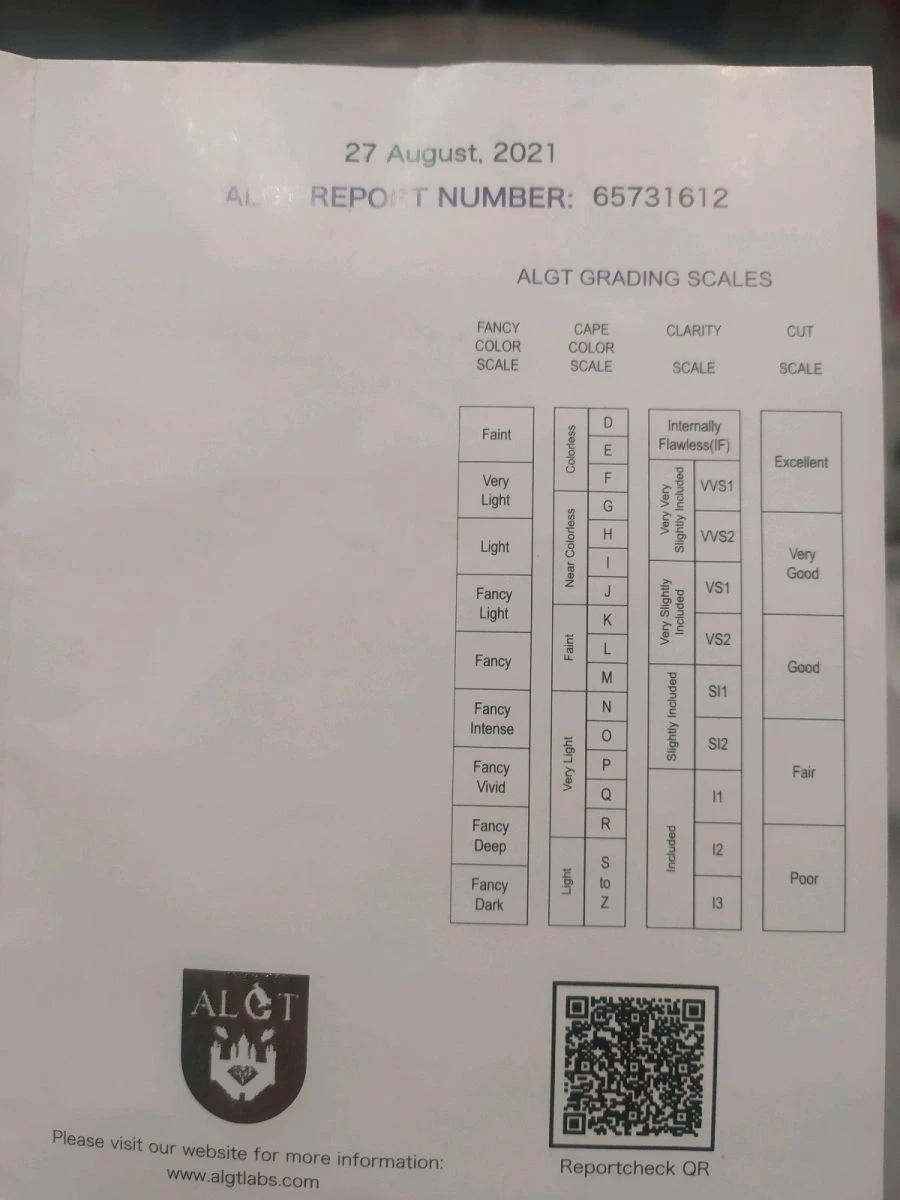 27 August, 2021
ALGT REPORT NUMBER: 65731612
ALGT GRADING SCALES
FANCY
COLOR
SCALE
CAPE
COLOR
SCALE
CLARITY
SCALE
CUT
SCALE
Faint
Very
Light
Light
Fancy
Light
Fancy
Fancy
Intense
Fancy
Vivid
Fancy
Deep
Fancy
Dark
Colorless
Near Colorless
Faint
Very Light
Light
D
E
F
G
H
I
J
K
L
M
N
O
P
Q
R
S
to
Z
Internally
Flawless(IF)
Very Very
Slightly Included
Very Slightly
Included
Slightly Included
Included
VVS1
VVS2
VS1
VS2
SI1
SI2
I1
I2
I3
Excellent
Very
Good
Good
Fair
Poor
ALGT
Please visit our website for more information:
www.algtlabs.com
Reportcheck QR